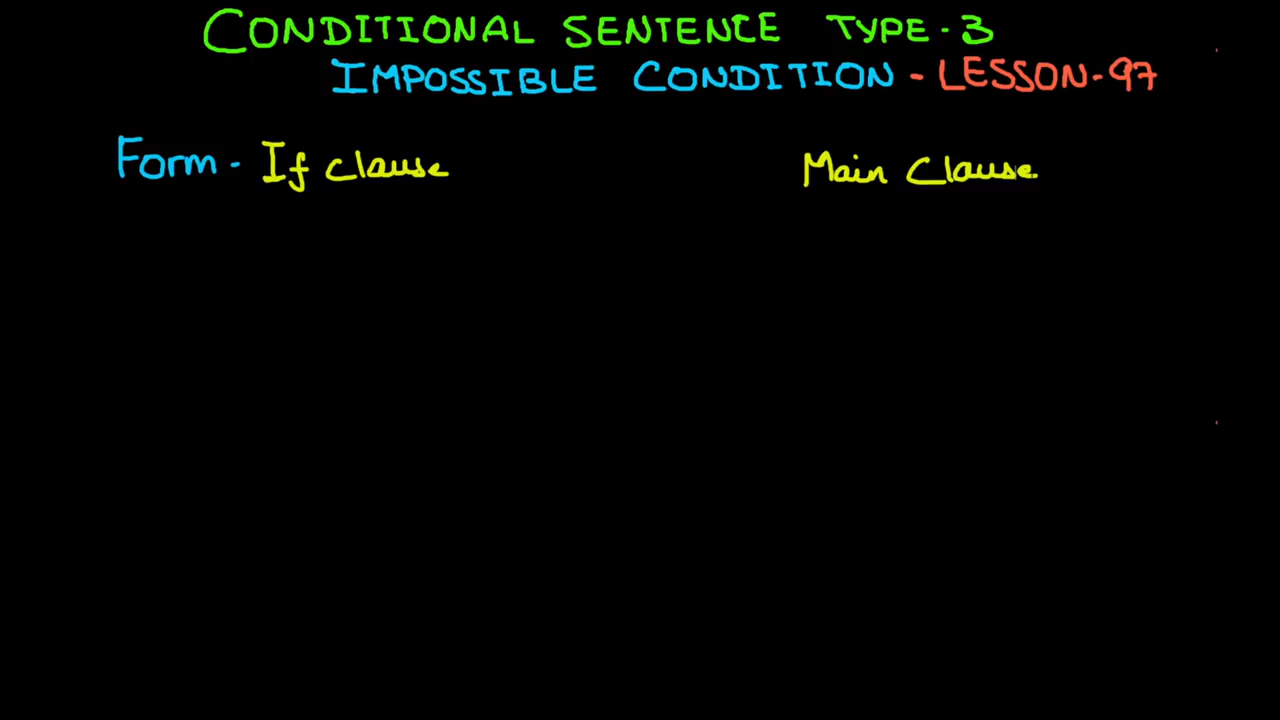 CONDITIONAL SENTENCE TYPE-3
IMPOSSIBLE CONDITION - LESSON-97
Form - If clause Main Clause